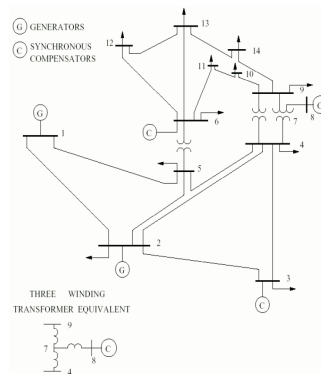 G GENERATORS
C SYNCHRONOUS
COMPENSATORS
13
12
14
11
10
G
9
1
C
6
C
7
8
4
5
2
G
3
C
THREE WINDING
TRANSFORMER EQUIVALENT
9
7
C
8
4